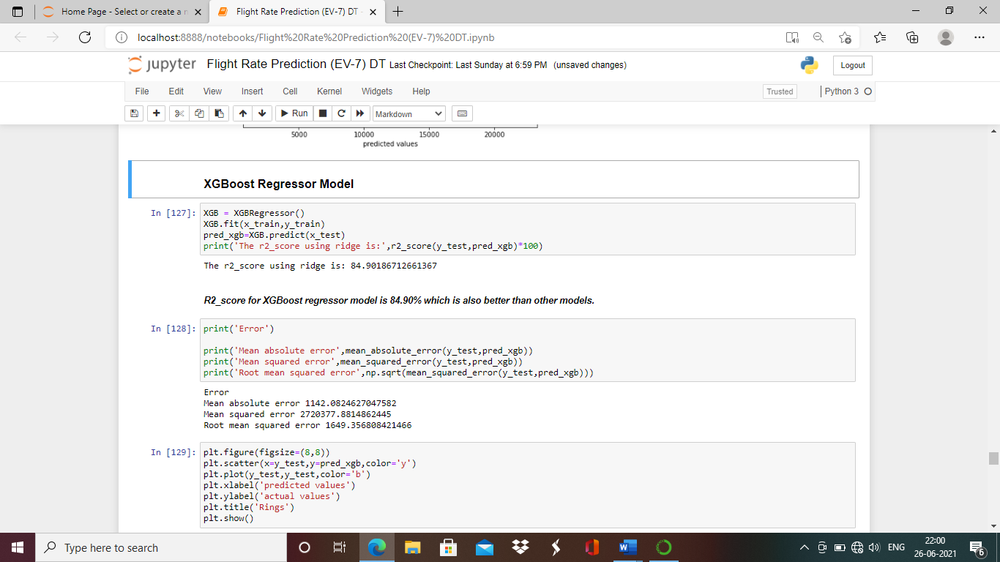 Home Page - Select or create a n
Flight Rate Prediction (EV-7) DT -
localhost:8888/notebooks/Flight%20Rate%20Prediction%20(EV-7)%20DT.ipynb
jupyter Flight Rate Prediction (EV-7) DT Last Checkpoint: Last Sunday at 6:59 PM (unsaved changes)
Logout
File Edit View Insert Cell Kernel Widgets Help
Trusted
Python 3
Run
Markdown
5000 10000 15000 20000
predicted values
XGBoost Regressor Model
In [127]: XGB = XGBRegressor()
XGB.fit(x_train,y_train)
pred_xgb=XGB.predict(x_test)
print('The r2_score using ridge is:',r2_score(y_test,pred_xgb)*100)
The r2_score using ridge is: 84.90186712661367
R2_score for XGBoost regressor model is 84.90% which is also better than other models.
In [128]: print('Error')
print('Mean absolute error',mean_absolute_error(y_test,pred_xgb))
print('Mean squared error',mean_squared_error(y_test,pred_xgb))
print('Root mean squared error',np.sqrt(mean_squared_error(y_test,pred_xgb)))
Error
Mean absolute error 1142.0824627047582
Mean squared error 2720377.8814862445
Root mean squared error 1649.356808421466
In [129]: plt.figure(figsize=(8,8))
plt.scatter(x=y_test,y=pred_xgb,color='y')
plt.plot(y_test,y_test,color='b')
plt.xlabel('predicted values')
plt.ylabel('actual values')
plt.title('Rings')
plt.show()
Type here to search
ENG
22:00
26-06-2021
6